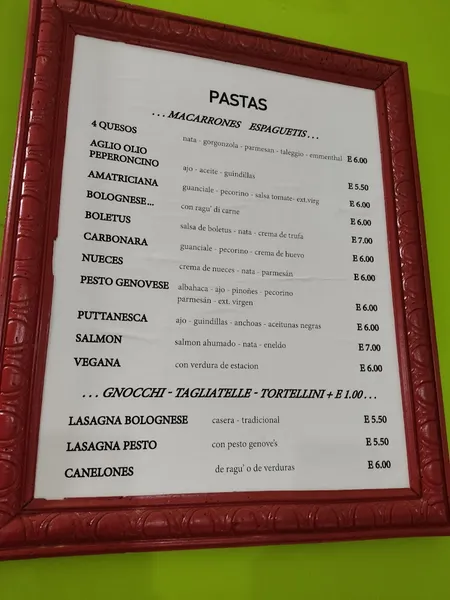 PASTAS
. . . MACARRONES ESPAGUETIS . . .
4 QUESOS nata - gorgonzola - parmesan - taleggio - emmenthal E 6.00
AGLIO OLIO
PEPERONCINO ajo - aceite - guindillas E 5.50
AMATRICIANA guanciale - pecorino - salsa tomate- ext.virg E 6.00
BOLOGNESE... con ragu' di carne E 6.00
BOLETUS salsa de boletus - nata - crema de trufa E 7.00
CARBONARA guanciale - pecorino - crema de huevo E 6.00
NUECES crema de nueces - nata - parmesán E 6.00
PESTO GENOVESE albahaca - ajo - pinoñes - pecorino
parmesán - ext. virgen E 6.00
PUTTANESCA ajo - guindillas - anchoas - aceitunas negras E 6.00
SALMON salmon ahumado - nata - eneldo E 7.00
VEGANA con verdura de estacion E 6.00
. . . GNOCCHI - TAGLIATELLE - TORTELLINI + E 1.00 . . .
LASAGNA BOLOGNESE casera - tradicional E 5.50
LASAGNA PESTO con pesto genove's E 5.50
CANELONES de ragu' o de verduras E 6.00